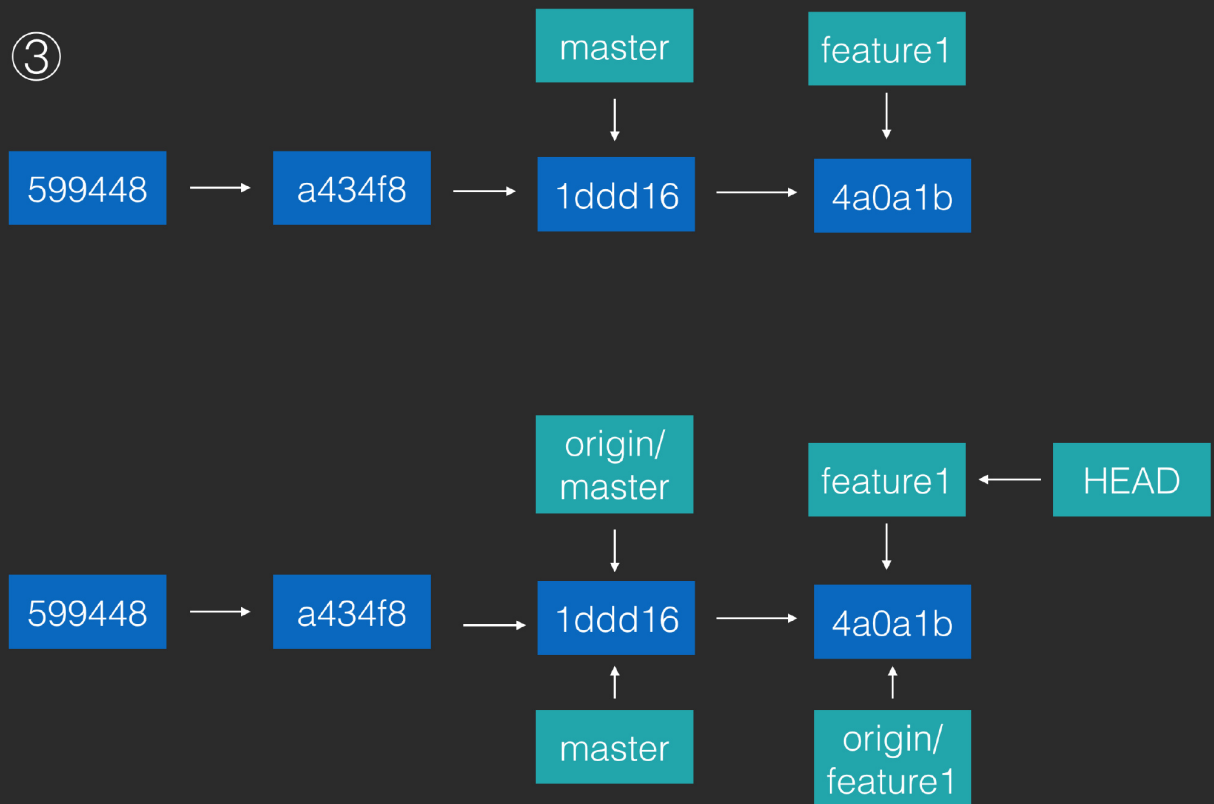 ③
master
feature1
599448
a434f8
1ddd16
4a0a1b
origin/
master
feature1
HEAD
599448
a434f8
1ddd16
4a0a1b
master
origin/
feature1